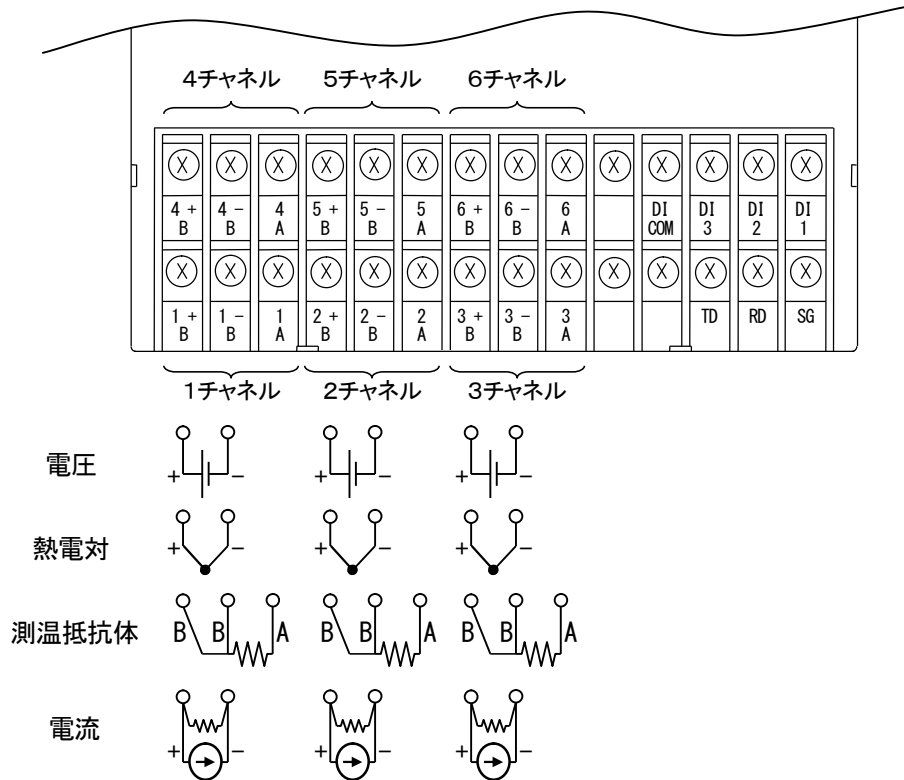 4チャネル 5チャネル 6チャネル
4+ 4- 4 5+ 5- 5 6+ 6- 6 DI DI DI DI
B B A B B A B B A COM 3 2 1
1+ 1- 1 2+ 2- 2 3+ 3- 3 TD RD SG
B B A B B A B B A
1チャネル 2チャネル 3チャネル
電圧 + - + - + -
熱電対 + - + - + -
測温抵抗体 B B A B B A B B A
電流 + - + - + -